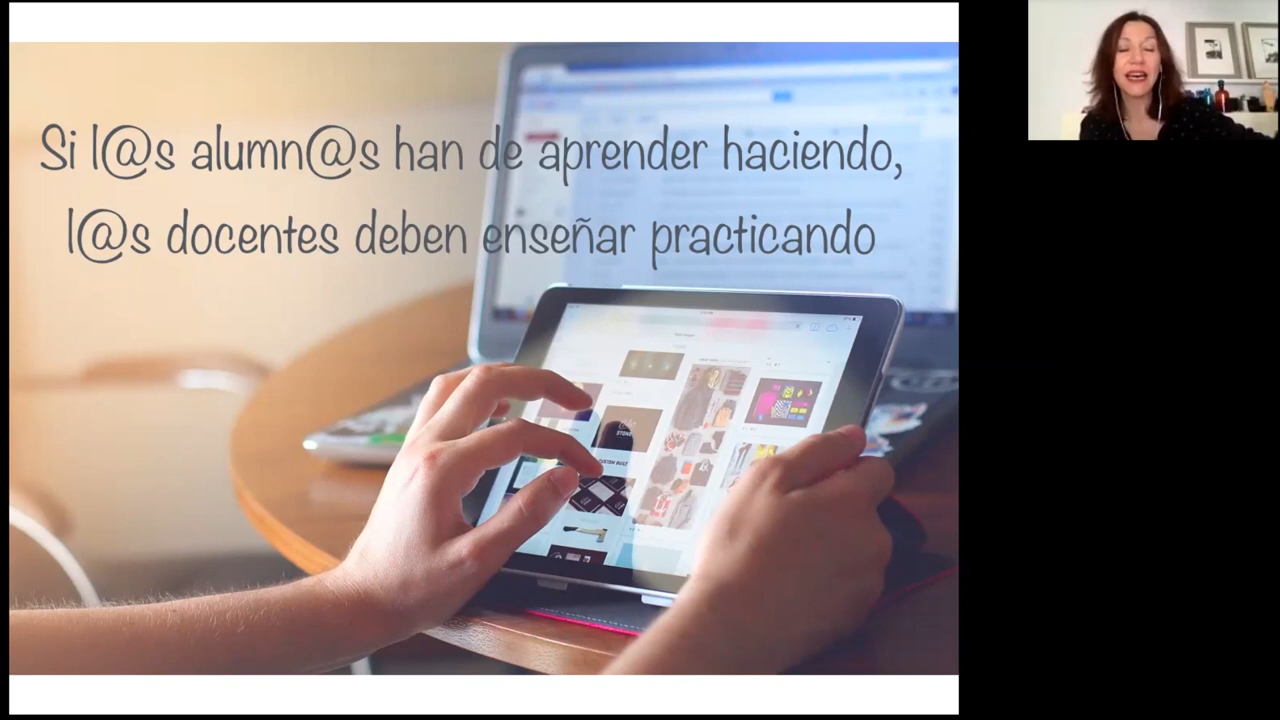 Si l@s alumn@s han de aprender haciendo,
l@s docentes deben enseñar practicando